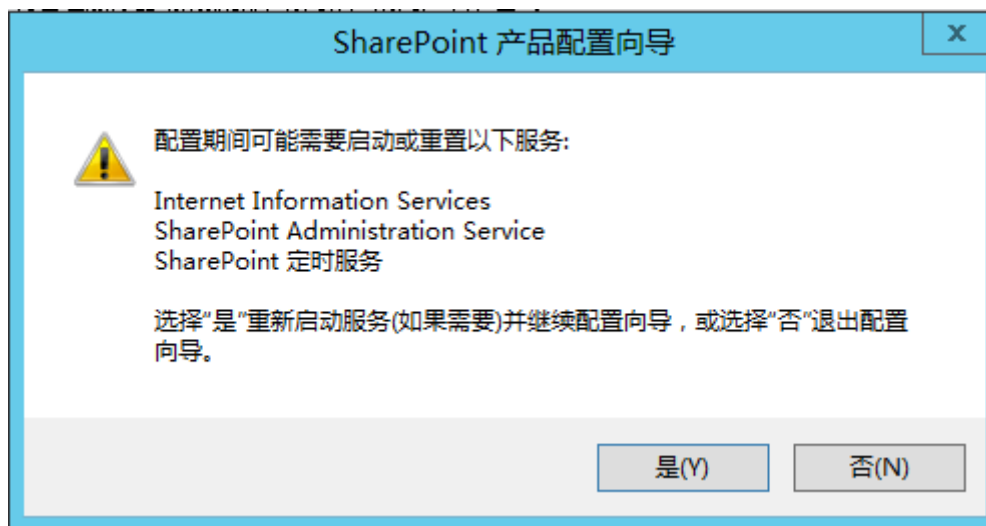 SharePoint 产品配置向导
x
配置期间可能需要启动或重置以下服务:
Internet Information Services
SharePoint Administration Service
SharePoint 定时服务
选择“是”重新启动服务(如果需要)并继续配置向导，或选择“否”退出配置
向导。
是(Y)
否(N)